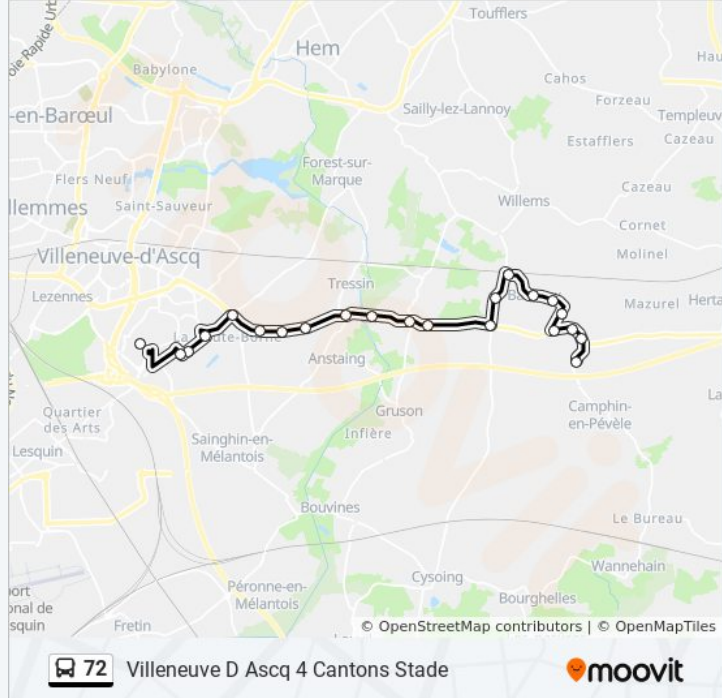 Toufflers
Hem
Babylone
Cahos
Forzeau
Sailly-lez-Lannoy
Templeuv
-en-Barœul
Estafflers
Cazeau
Forest-sur-
Marque
Flers Neuf
Cazeau
llemmes
Saint-Sauveur
Willems
Cornet
Villeneuve-d'Ascq
Molinel
Tressin
Lezennes
Mazurel
Herta
Anstaing
Gruson
Camphin-
en-Pévèle
Quartier
des Arts
Infière
Sainghin-en-
Mélantois
Lesquin
Bouvines
Le Bureau
Wannehain
Cysoing
Péronne-en-
Mélantois
Bourghelles
Fretin
© OpenStreetMap contributors | © OpenMapTiles
72 Villeneuve D Ascq 4 Cantons Stade
moovit